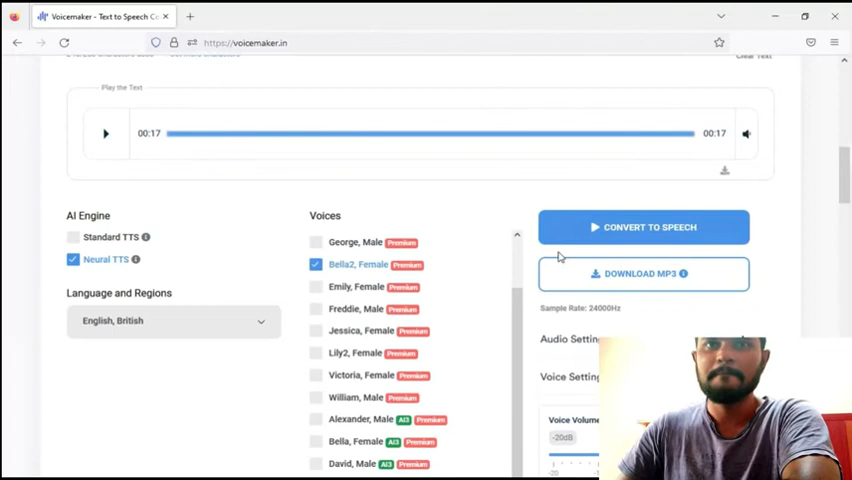 Voicemaker - Text to Speech Co
https://voicemaker.in
Clear Text
Play the Text
00:17
00:17
AI Engine
Standard TTS
Neural TTS
Language and Regions
English, British
Voices
George, Male Premium
Bella2, Female Premium
Emily, Female Premium
Freddie, Male Premium
Jessica, Female Premium
Lily2, Female Premium
Victoria, Female Premium
William, Male Premium
Alexander, Male AI3 Premium
Bella, Female AI3 Premium
David, Male AI3 Premium
CONVERT TO SPEECH
DOWNLOAD MP3
Sample Rate: 24000Hz
Audio Setting
Voice Setting
Voice Volume
-20dB